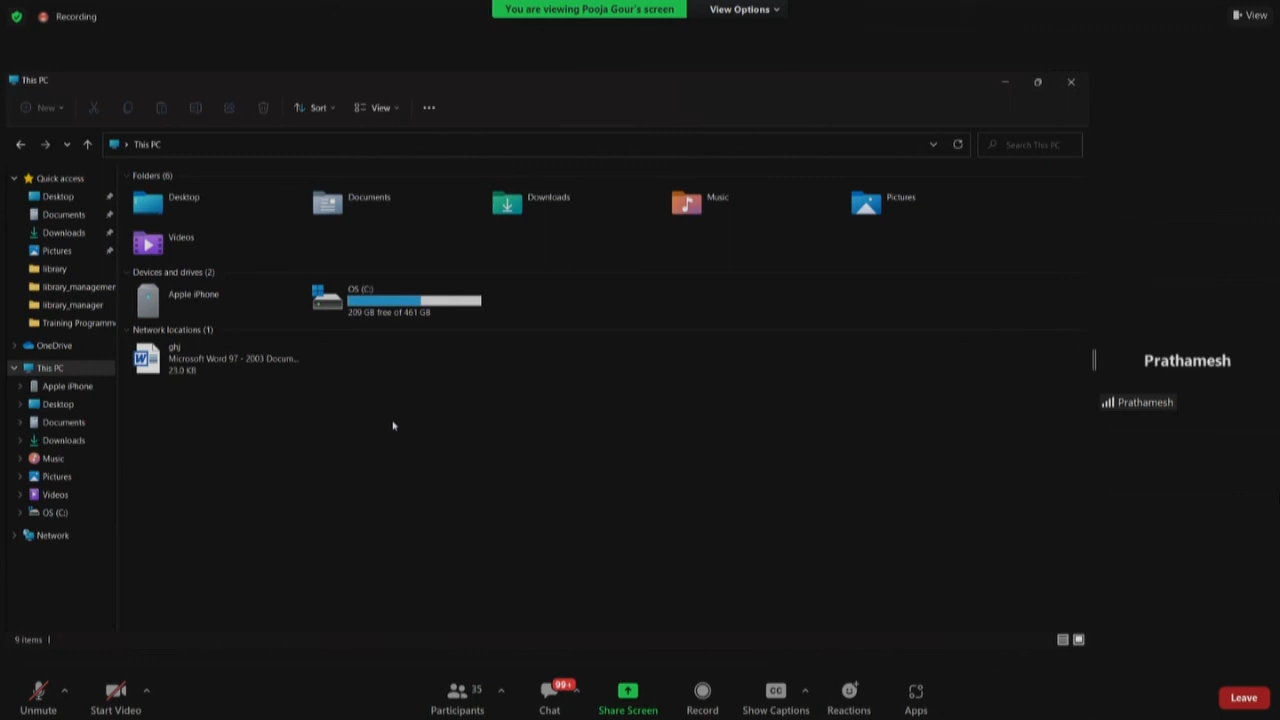 Recording
You are viewing Pooja Gour's screen
View Options
View
This PC
New
Sort
View
This PC
Search This PC
Quick access
Desktop
Documents
Downloads
Pictures
library
library_managemer
library_manager
Training Programm
OneDrive
This PC
Apple iPhone
Desktop
Documents
Downloads
Music
Pictures
Videos
OS (C:)
Network
Folders (6)
Desktop
Documents
Downloads
Music
Pictures
Videos
Devices and drives (2)
Apple iPhone
OS (C:)
209 GB free of 461 GB
Network locations (1)
ghj
Microsoft Word 97 - 2003 Docum...
23.0 KB
Prathamesh
Prathamesh
9 items
Unmute
Start Video
35
Participants
99+
Chat
Share Screen
Record
CC
Show Captions
Reactions
Apps
Leave